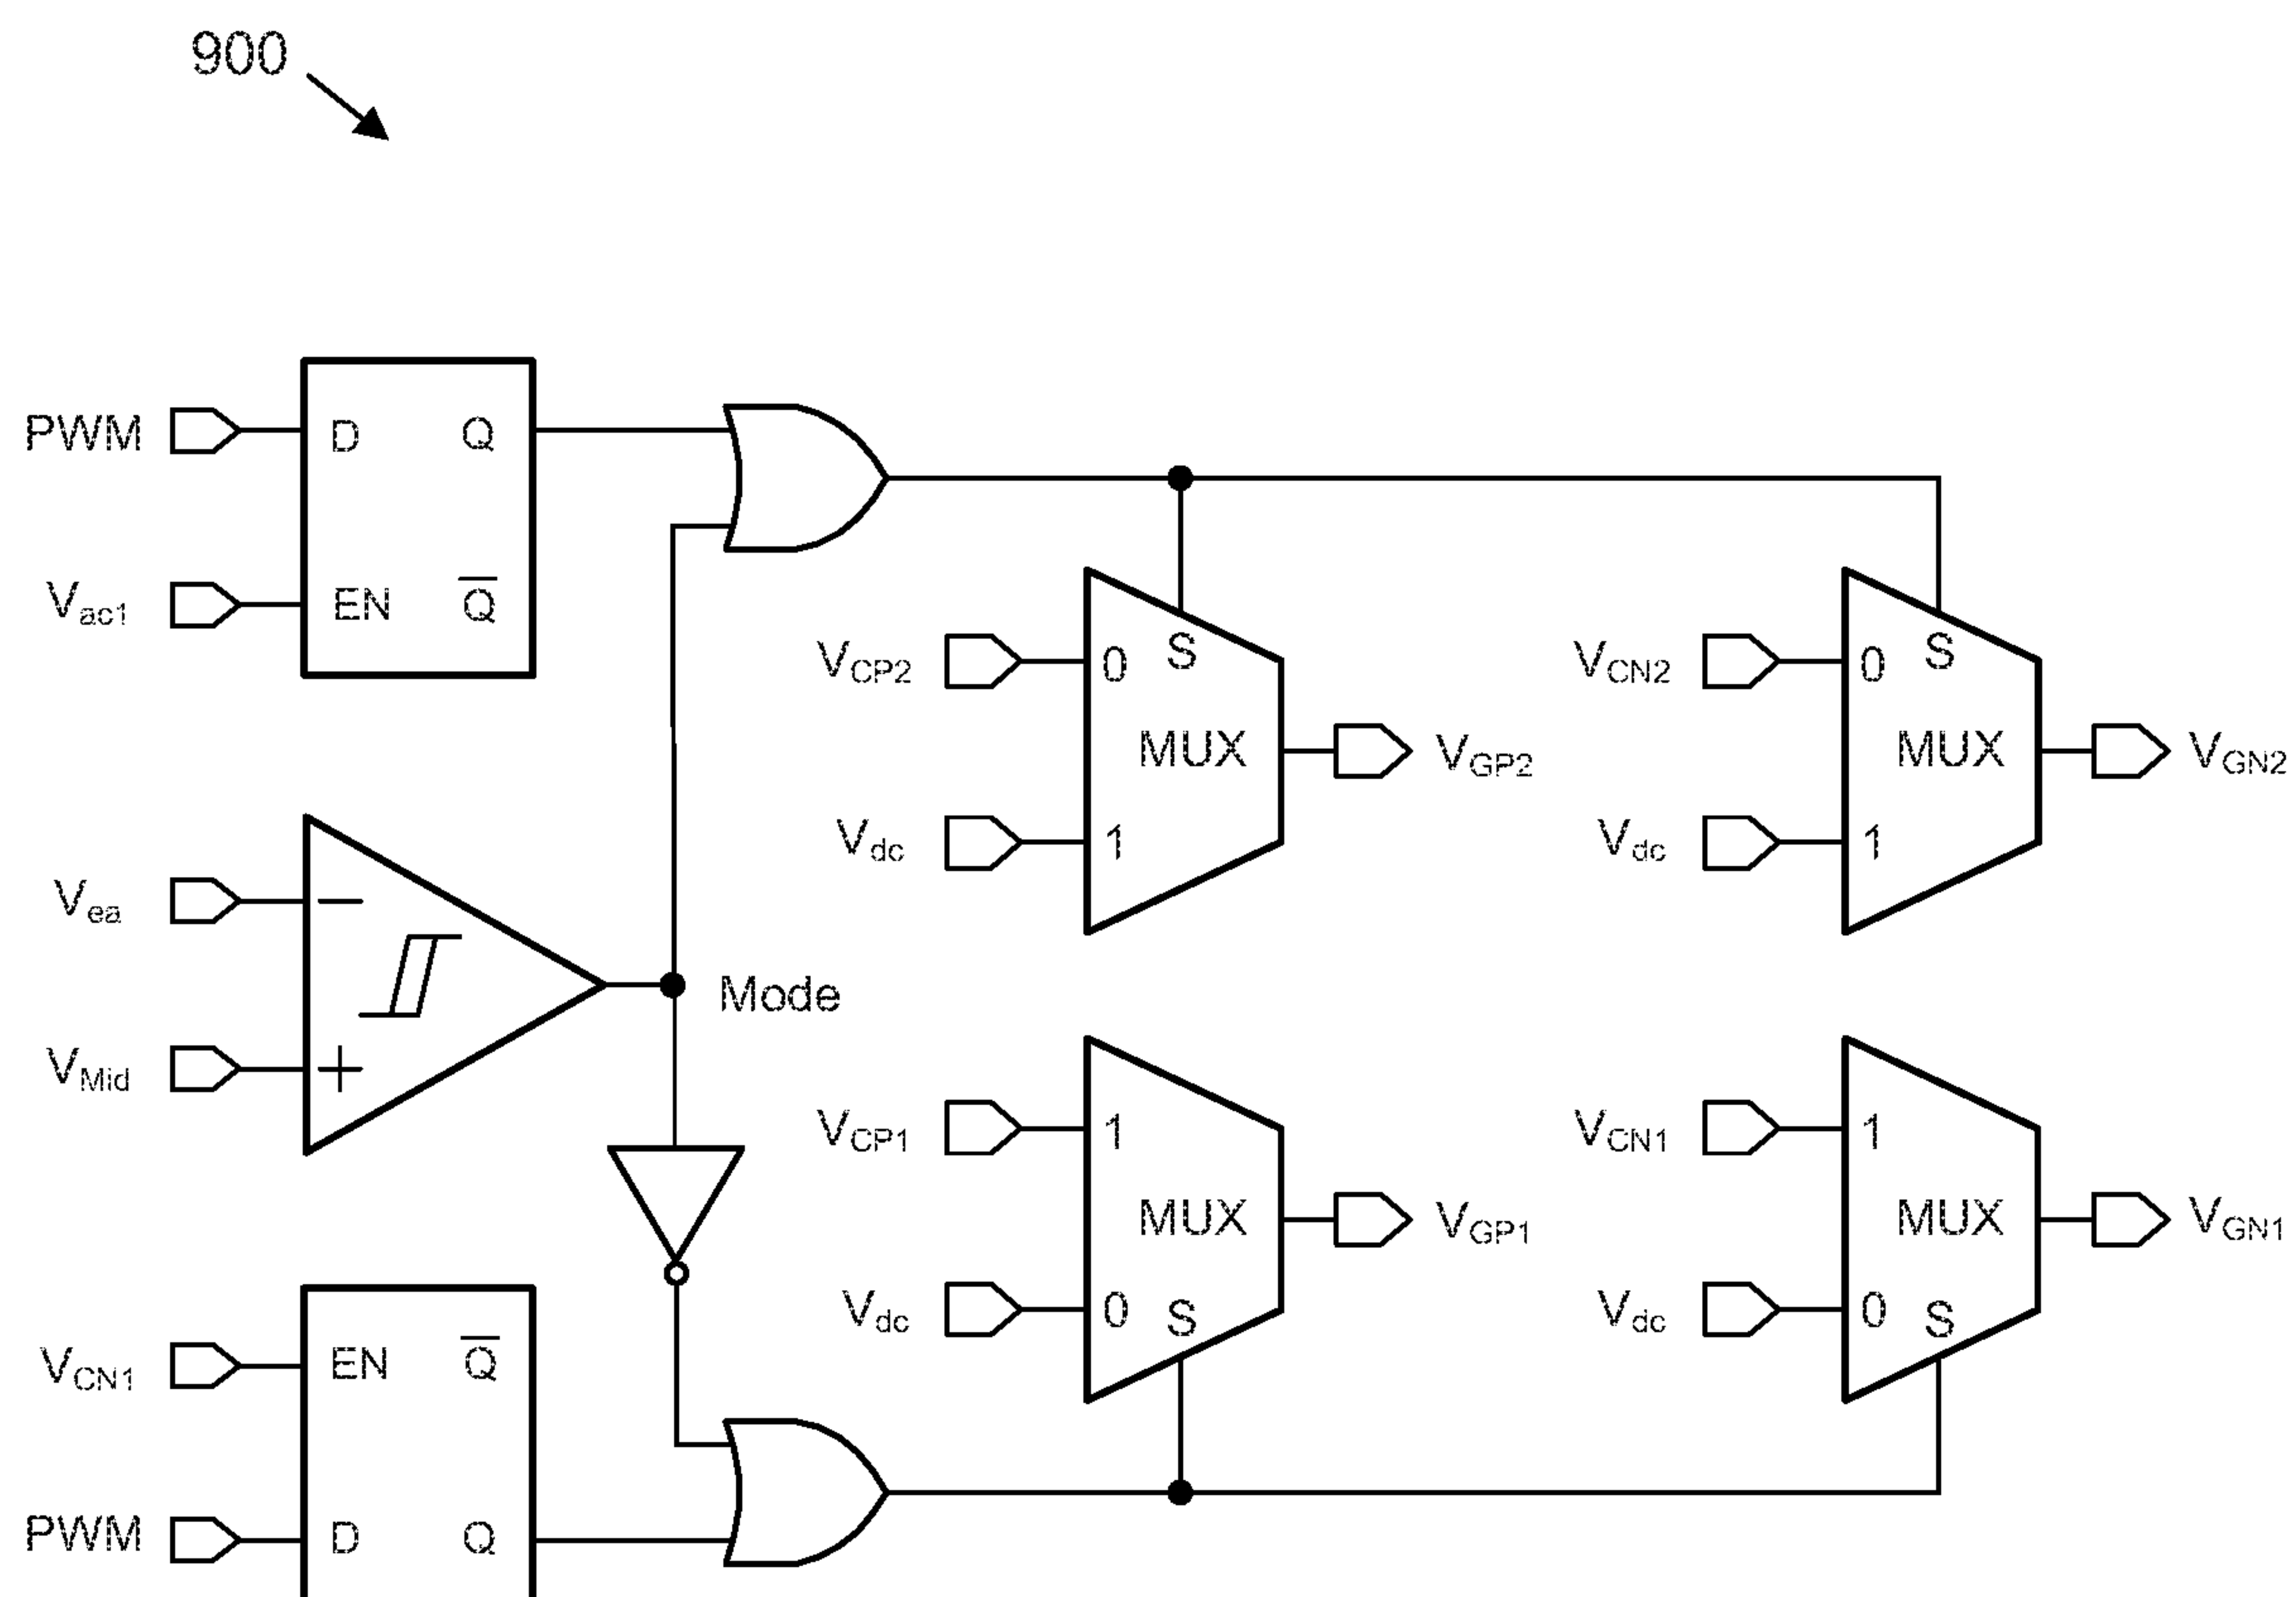 900
PWM D Q
Vac1 EN Q̅
VCP2 0 S
VCN2 0 S
MUX VGP2
MUX VGN2
Vdc 1
Vdc 1
Vea −
Mode
VMid +
VCP1 1
VCN1 1
MUX VGP1
MUX VGN1
Vdc 0 S
Vdc 0 S
VCN1 EN Q̅
PWM D Q